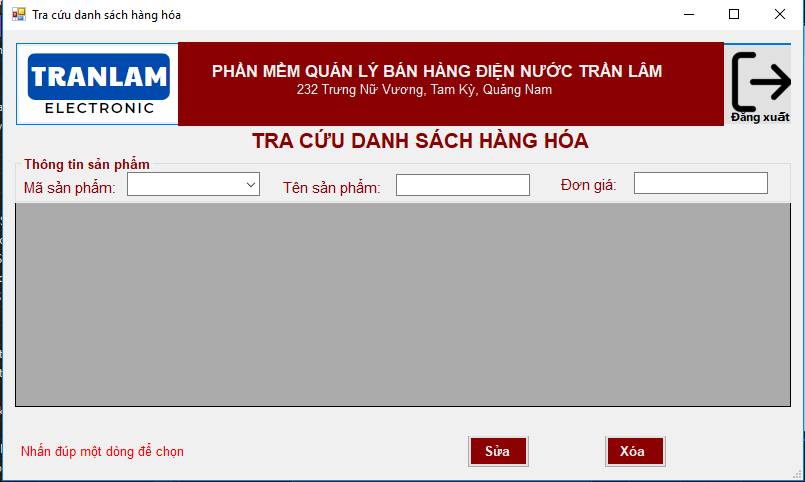 Tra cứu danh sách hàng hóa
TRANLAM
ELECTRONIC
PHẦN MỀM QUẢN LÝ BÁN HÀNG ĐIỆN NƯỚC TRẦN LÂM
232 Trưng Nữ Vương, Tam Kỳ, Quảng Nam
Đăng xuất
TRA CỨU DANH SÁCH HÀNG HÓA
Thông tin sản phẩm
Mã sản phẩm:
Tên sản phẩm:
Đơn giá:
Nhấn đúp một dòng để chọn
Sửa
Xóa